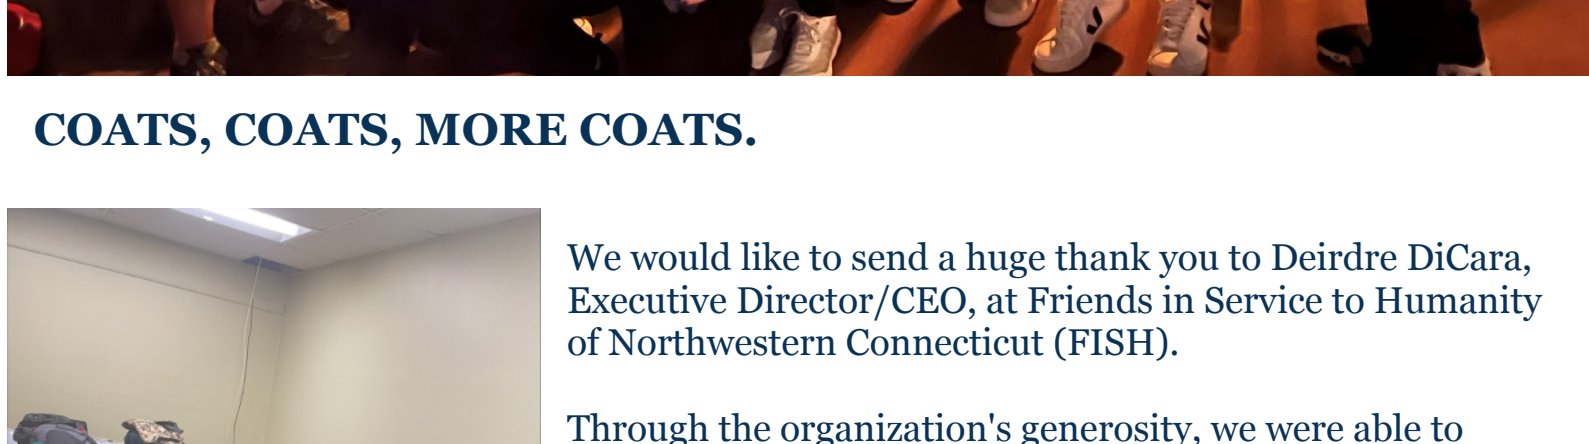 COATS, COATS, MORE COATS.
We would like to send a huge thank you to Deirdre DiCara,
Executive Director/CEO, at Friends in Service to Humanity
of Northwestern Connecticut (FISH).
Through the organization's generosity, we were able to